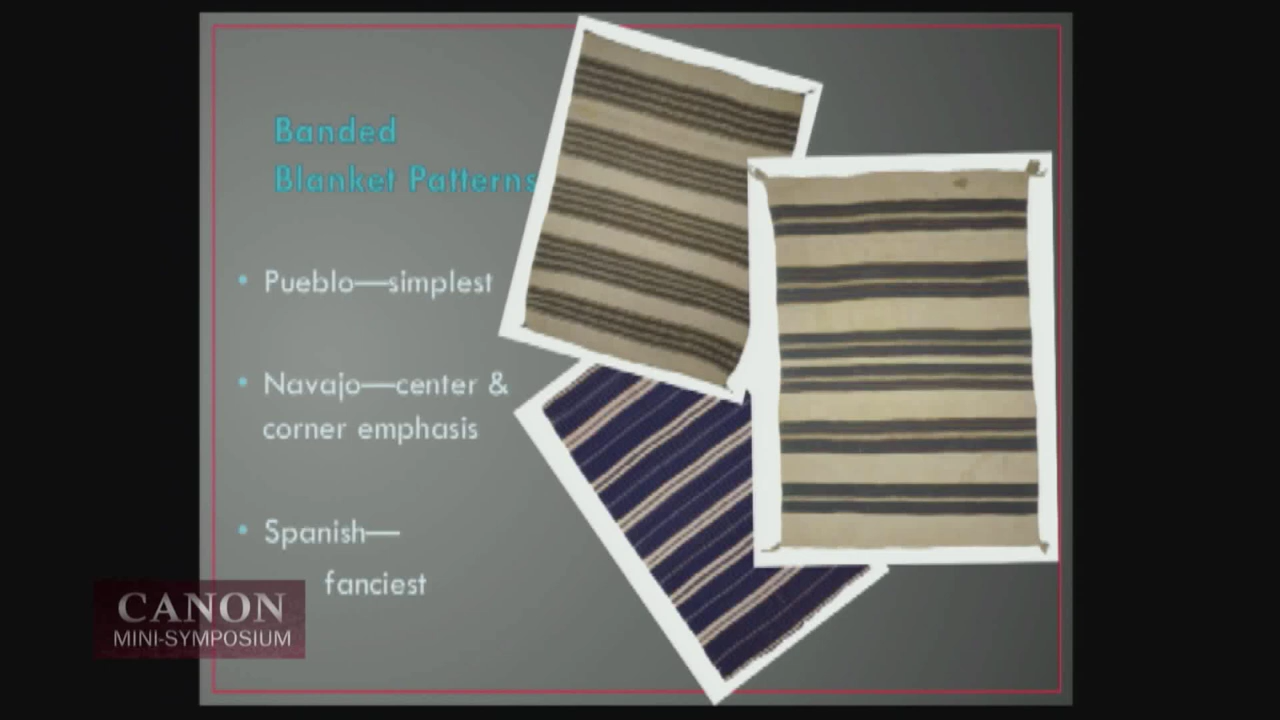 Banded
Blanket Patterns
• Pueblo—simplest
• Navajo—center &
corner emphasis
• Spanish—
fanciest
CANON
MINI-SYMPOSIUM